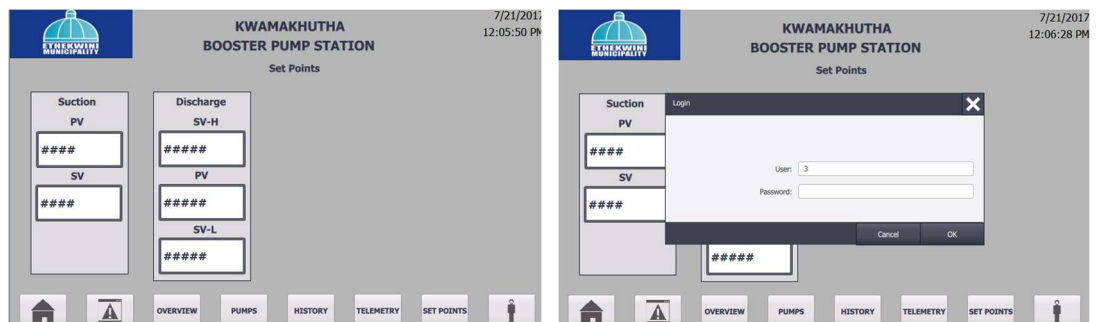 ETHEKWINI
MUNICIPALITY
KWAMAKHUTHA
BOOSTER PUMP STATION
Set Points
7/21/2017
12:05:50 PM
Suction
PV
####
SV
####
Discharge
SV-H
#####
PV
#####
SV-L
#####
OVERVIEW
PUMPS
HISTORY
TELEMETRY
SET POINTS
ETHEKWINI
MUNICIPALITY
KWAMAKHUTHA
BOOSTER PUMP STATION
Set Points
7/21/2017
12:06:28 PM
Suction
PV
####
SV
####
Login
User: 3
Password:
Cancel
OK
#####
OVERVIEW
PUMPS
HISTORY
TELEMETRY
SET POINTS